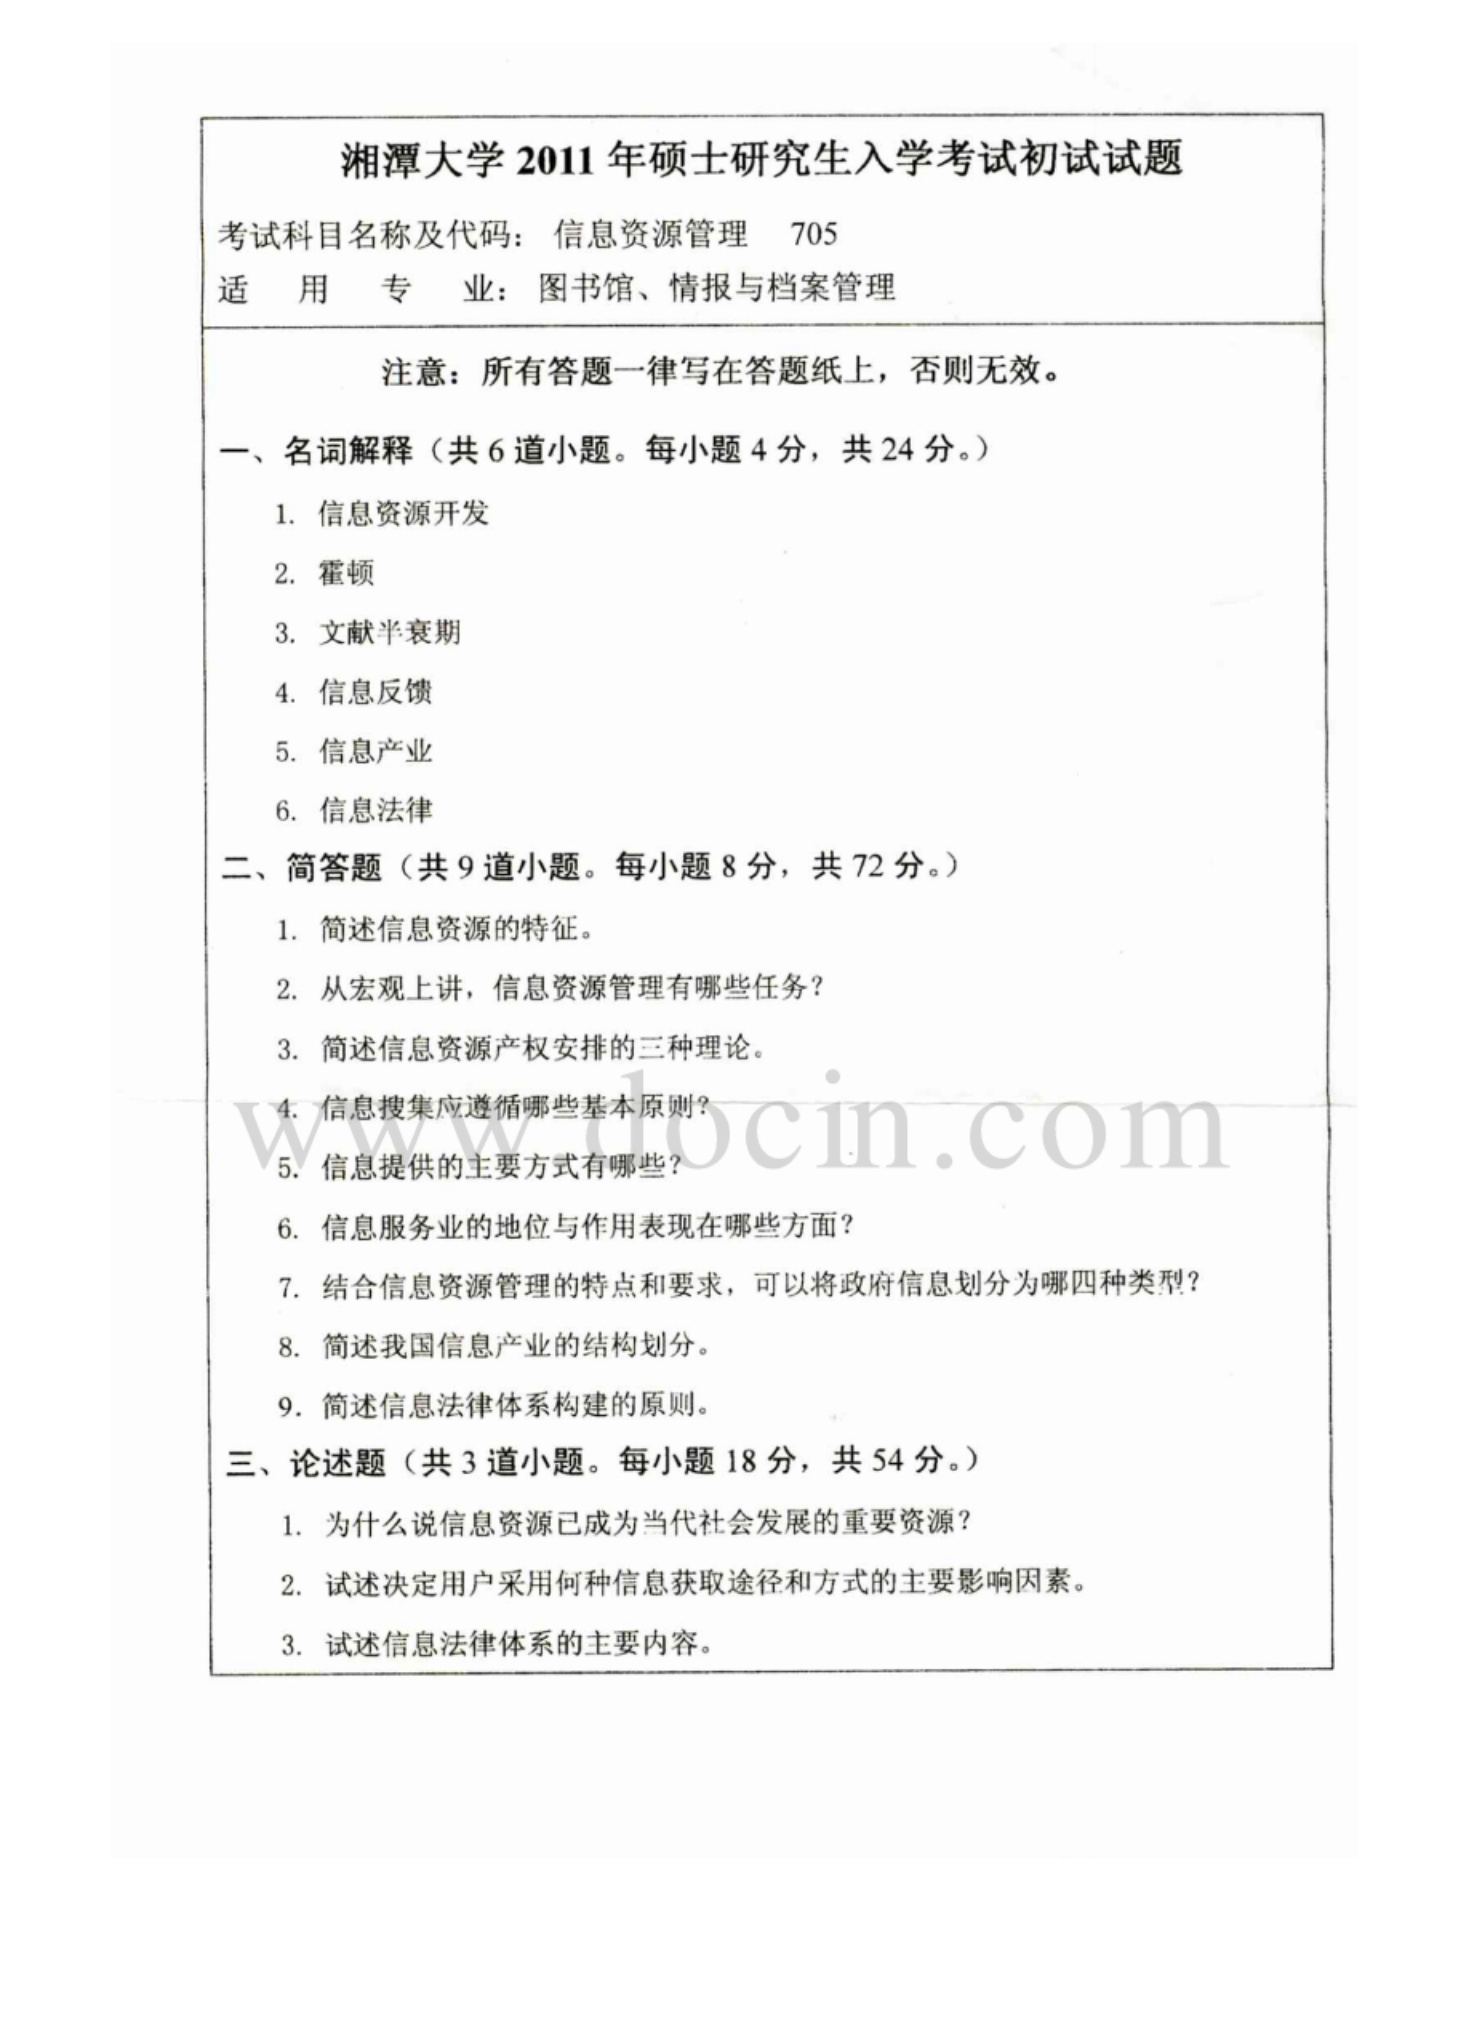 湘潭大学 2011 年硕士研究生入学考试初试试题
考试科目名称及代码： 信息资源管理 705
适 用 专 业： 图书馆、情报与档案管理
注意：所有答题一律写在答题纸上，否则无效。
一、名词解释（共 6 道小题。每小题 4 分，共 24 分。）
1. 信息资源开发
2. 霍顿
3. 文献半衰期
4. 信息反馈
5. 信息产业
6. 信息法律
二、简答题（共 9 道小题。每小题 8 分，共 72 分。）
1. 简述信息资源的特征。
2. 从宏观上讲，信息资源管理有哪些任务？
3. 简述信息资源产权安排的三种理论。
4. 信息搜集应遵循哪些基本原则？
www.docin.com
5. 信息提供的主要方式有哪些？
6. 信息服务业的地位与作用表现在哪些方面？
7. 结合信息资源管理的特点和要求，可以将政府信息划分为哪四种类型？
8. 简述我国信息产业的结构划分。
9. 简述信息法律体系构建的原则。
三、论述题（共 3 道小题。每小题 18 分，共 54 分。）
1. 为什么说信息资源已成为当代社会发展的重要资源？
2. 试述决定用户采用何种信息获取途径和方式的主要影响因素。
3. 试述信息法律体系的主要内容。